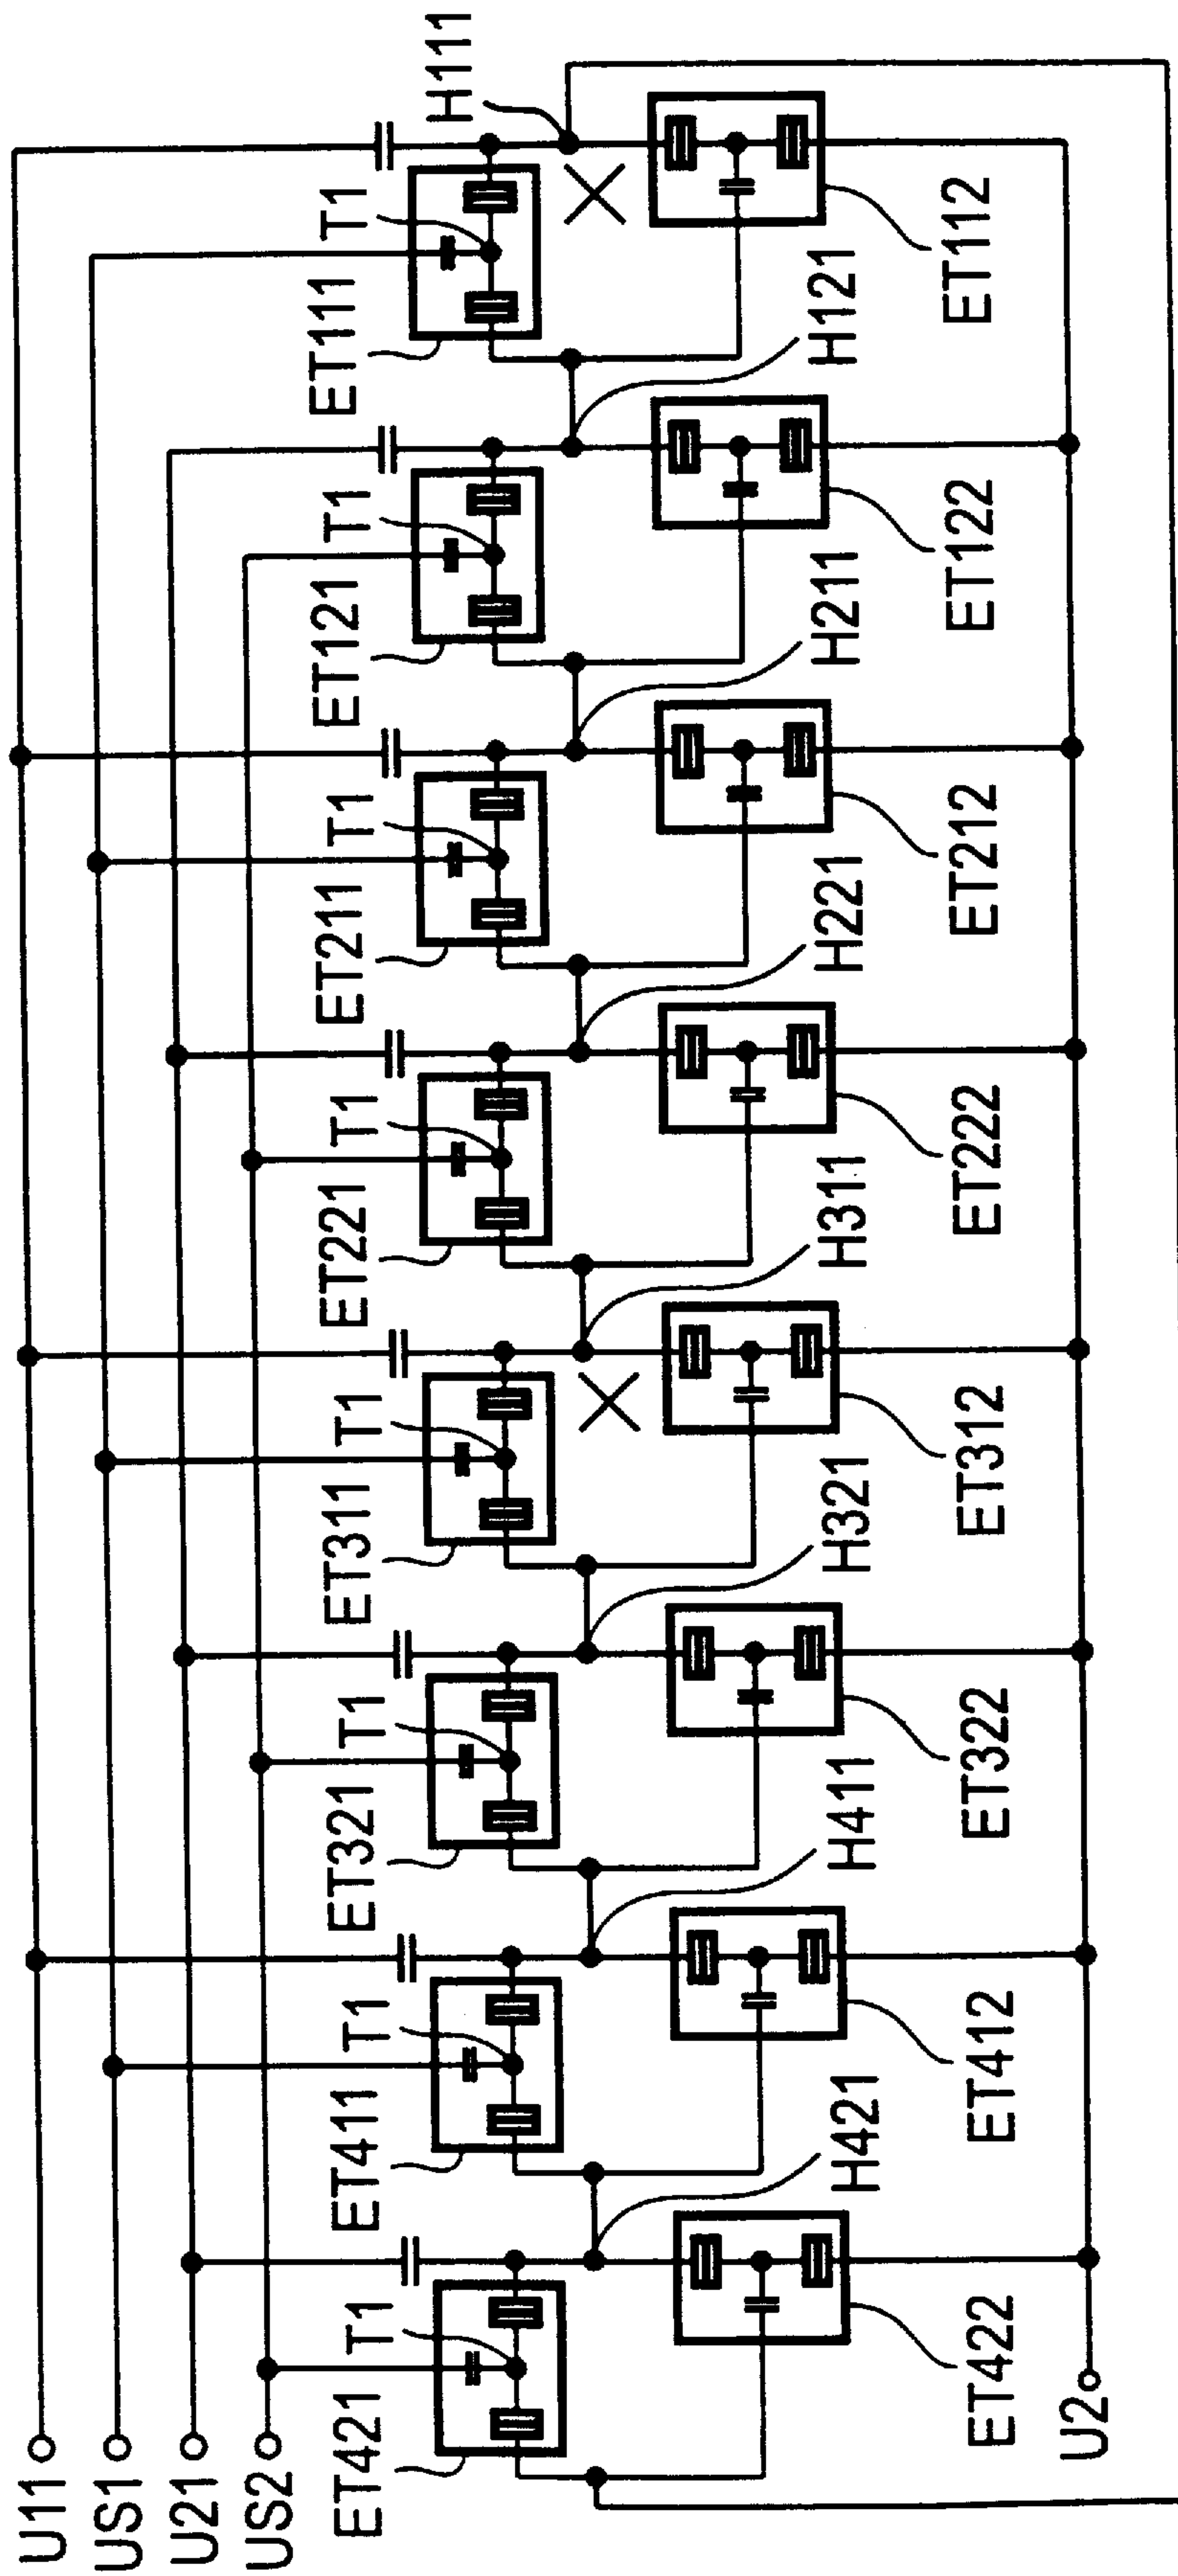 U11
US1
U21
US2
ET421
T1
ET411
T1
ET321
T1
ET311
T1
ET221
T1
ET211
T1
ET121
T1
ET111
T1
H111
H421
H411
H321
H311
H221
H211
H121
ET422
ET412
ET322
ET312
ET222
ET212
ET122
ET112
U2